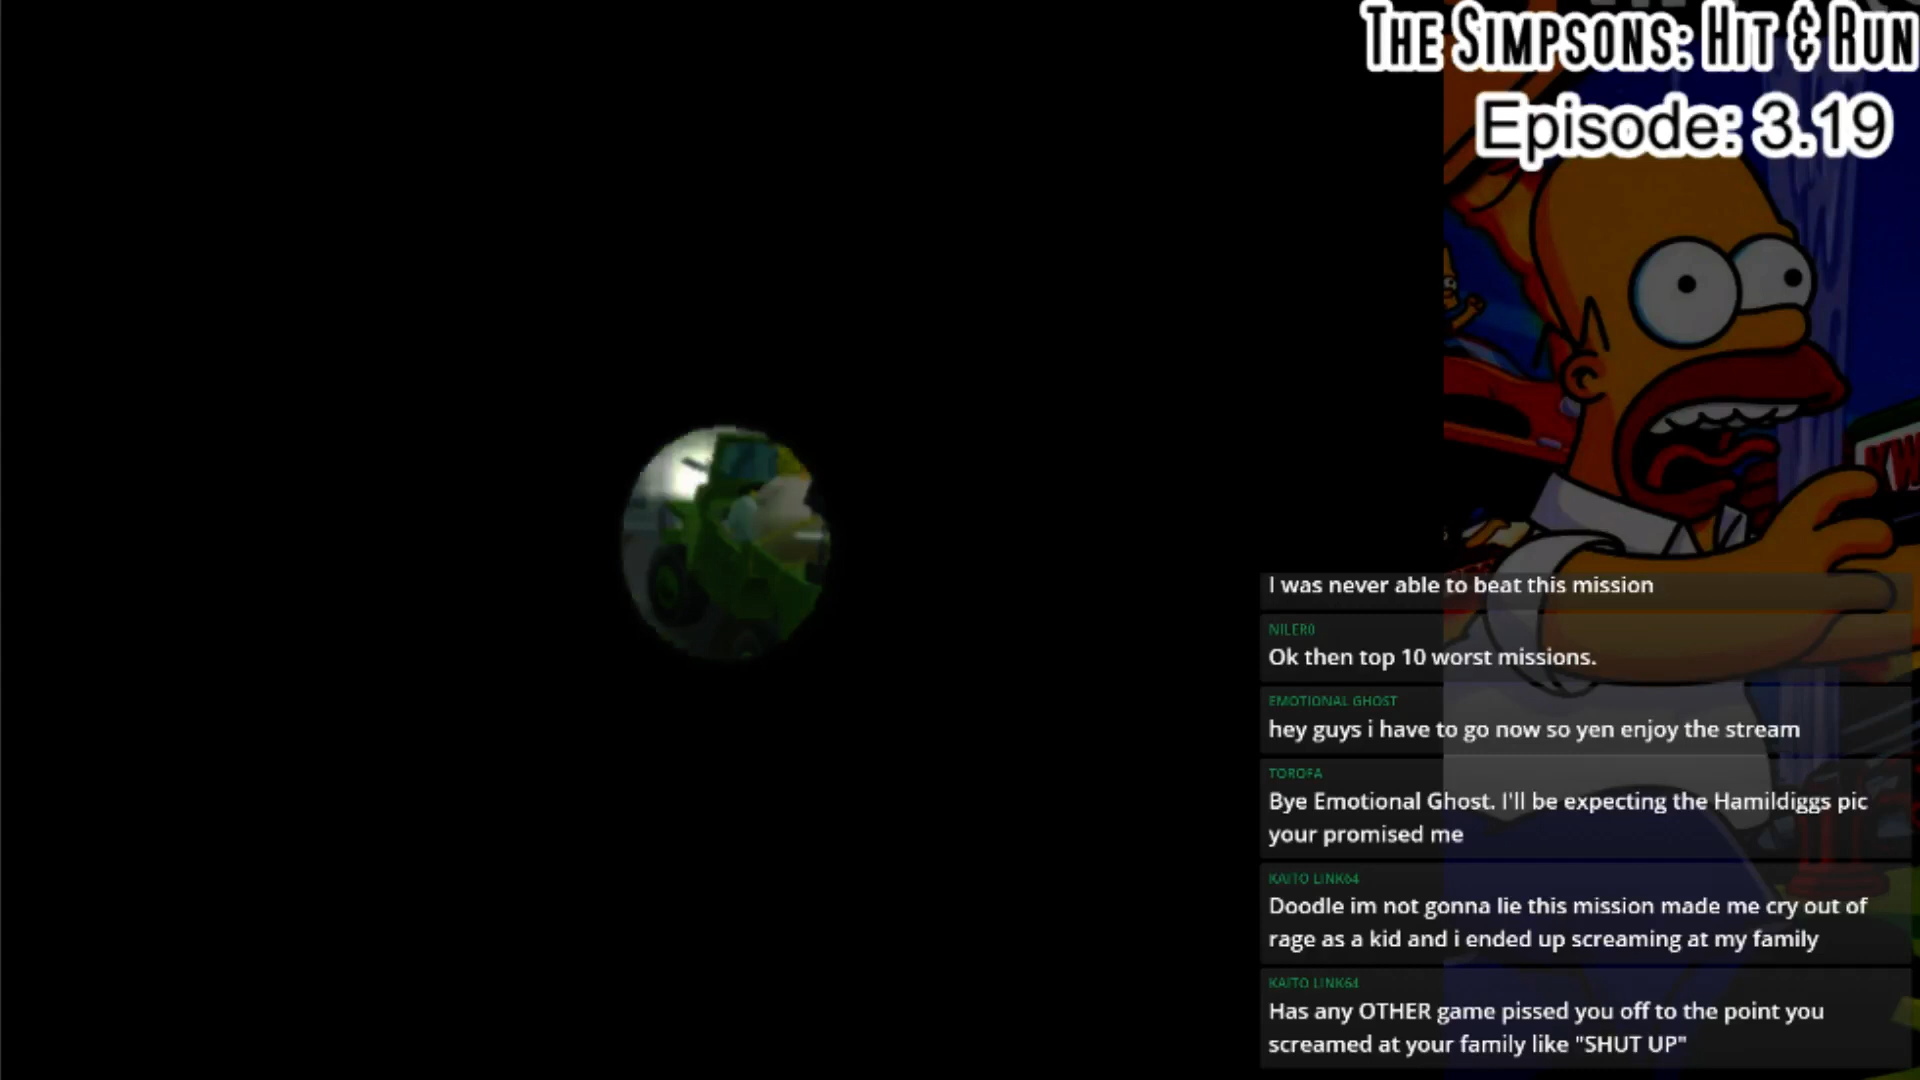 THE SIMPSONS: HIT & RUN
Episode: 3.19
I was never able to beat this mission
NILER0
Ok then top 10 worst missions.
EMOTIONAL GHOST
hey guys i have to go now so yen enjoy the stream
TOROFA
Bye Emotional Ghost. I'll be expecting the Hamildiggs pic
your promised me
KAITO LINK64
Doodle im not gonna lie this mission made me cry out of
rage as a kid and i ended up screaming at my family
KAITO LINK64
Has any OTHER game pissed you off to the point you
screamed at your family like "SHUT UP"